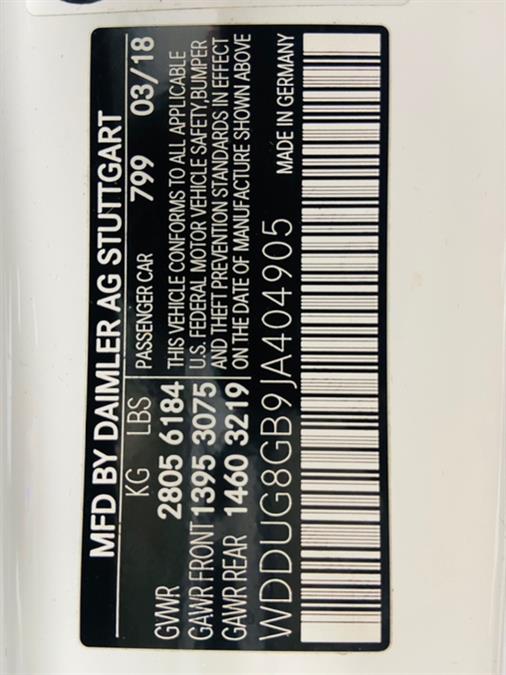 MFD BY DAIMLER AG STUTTGART
KG LBS PASSENGER CAR 799 03/18
GVWR 2805 6184
GAWR FRONT 1395 3075
GAWR REAR 1460 3219
THIS VEHICLE CONFORMS TO ALL APPLICABLE
U.S. FEDERAL MOTOR VEHICLE SAFETY, BUMPER
AND THEFT PREVENTION STANDARDS IN EFFECT
ON THE DATE OF MANUFACTURE SHOWN ABOVE
WDDUG8GB9JA404905 MADE IN GERMANY